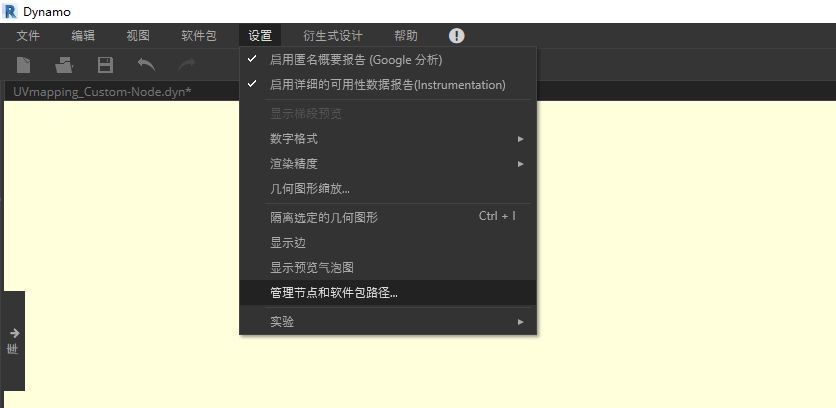 Dynamo
文件 编辑 视图 软件包 设置 衍生式设计 帮助
启用匿名概要报告 (Google 分析)
启用详细的可用性数据报告(Instrumentation)
UVmapping_Custom-Node.dyn*
显示梯段预览
数字格式
渲染精度
几何图形缩放...
隔离选定的几何图形 Ctrl + I
显示边
显示预览气泡图
管理节点和软件包路径...
实验
库